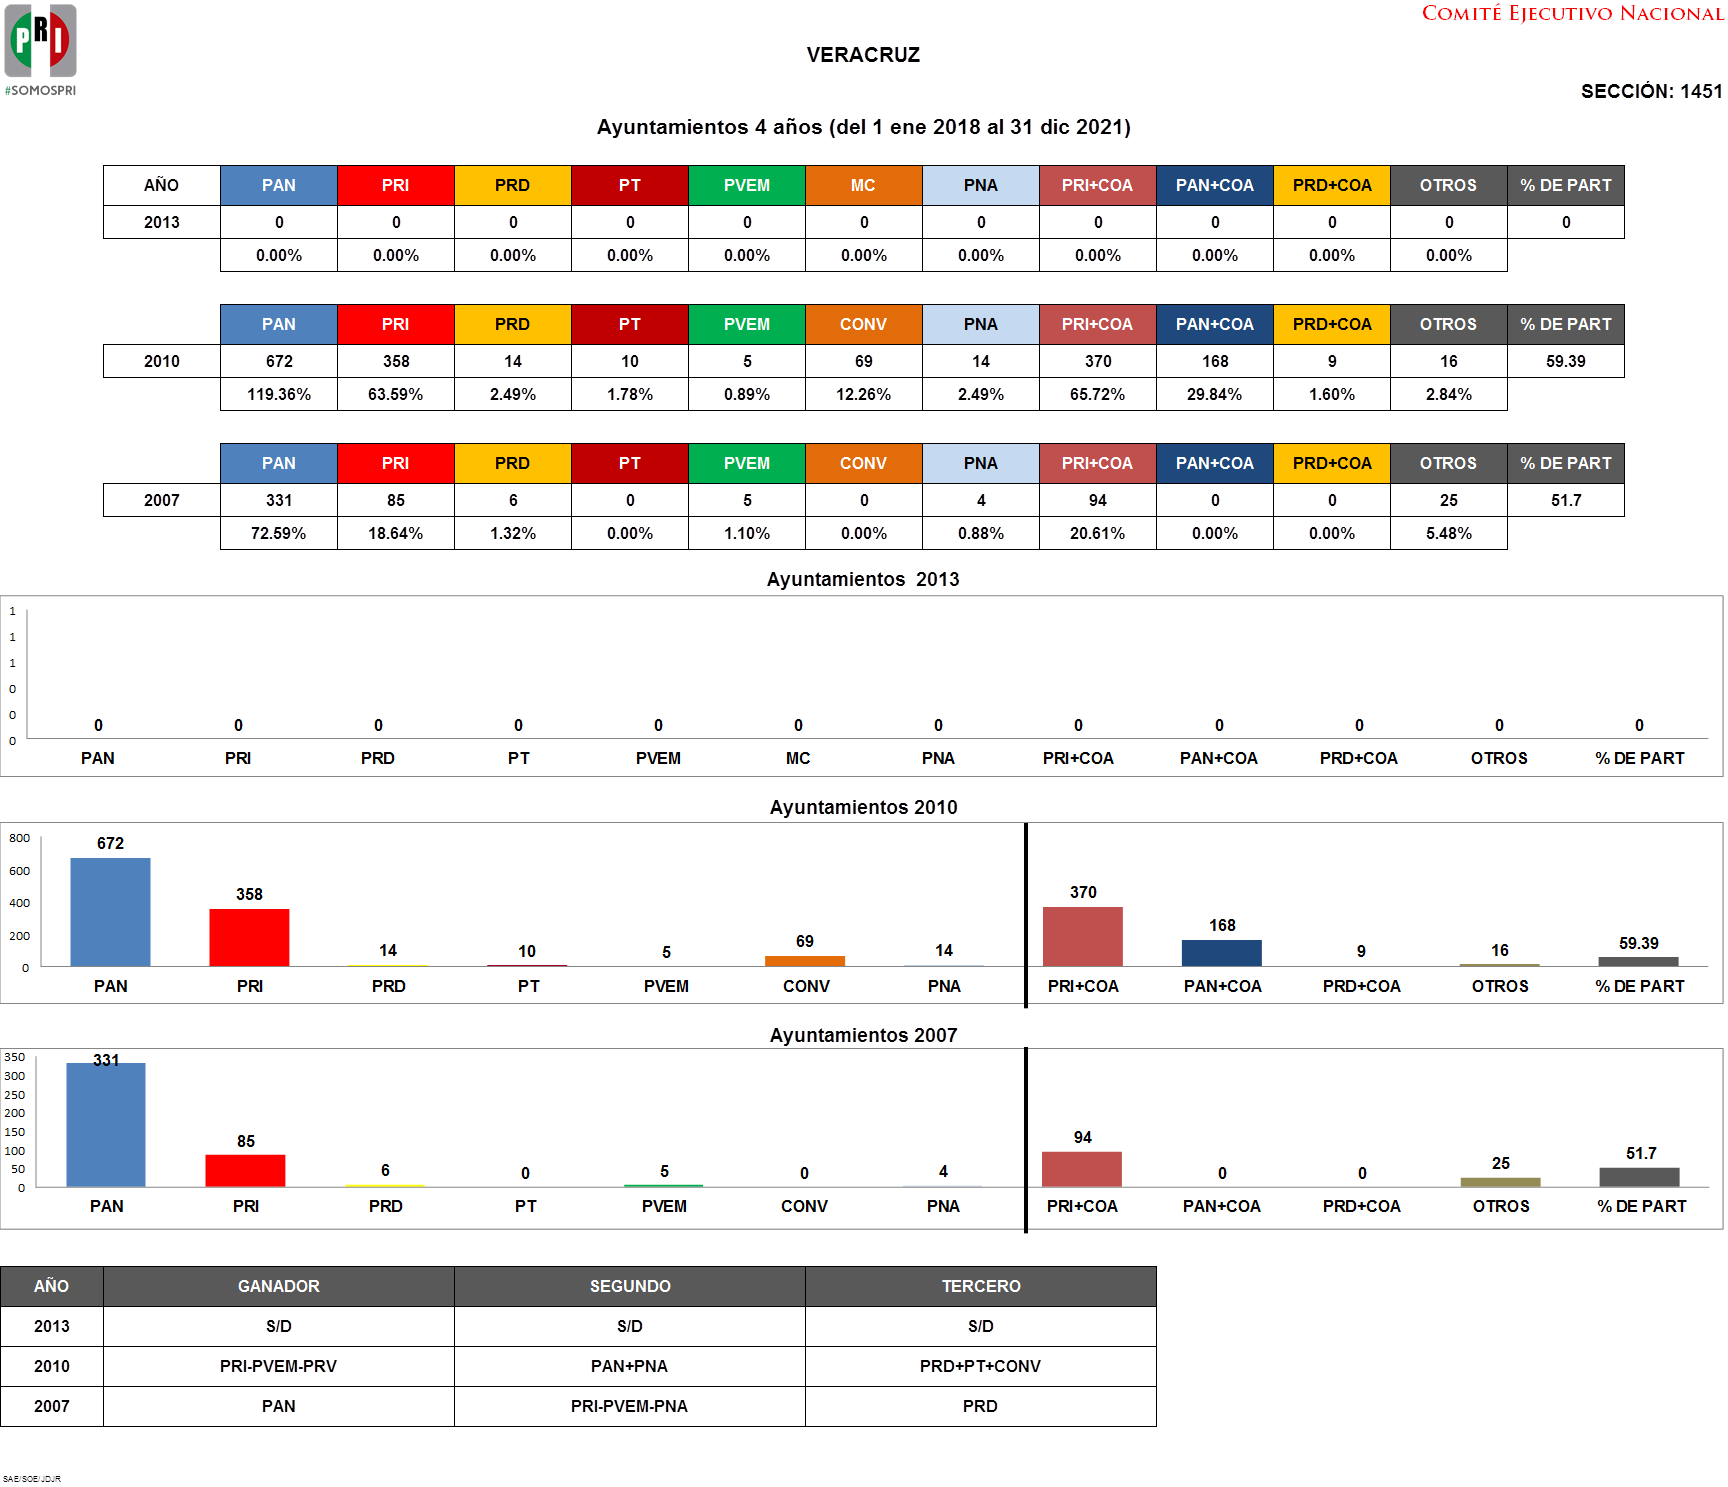 PRI
#SOMOSPRI
COMITÉ EJECUTIVO NACIONAL
VERACRUZ
SECCIÓN: 1451
Ayuntamientos 4 años (del 1 ene 2018 al 31 dic 2021)
AÑO PAN PRI PRD PT PVEM MC PNA PRI+COA PAN+COA PRD+COA OTROS % DE PART
2013 0 0 0 0 0 0 0 0 0 0 0 0
0.00% 0.00% 0.00% 0.00% 0.00% 0.00% 0.00% 0.00% 0.00% 0.00% 0.00%
PAN PRI PRD PT PVEM CONV PNA PRI+COA PAN+COA PRD+COA OTROS % DE PART
2010 672 358 14 10 5 69 14 370 168 9 16 59.39
119.36% 63.59% 2.49% 1.78% 0.89% 12.26% 2.49% 65.72% 29.84% 1.60% 2.84%
PAN PRI PRD PT PVEM CONV PNA PRI+COA PAN+COA PRD+COA OTROS % DE PART
2007 331 85 6 0 5 0 4 94 0 0 25 51.7
72.59% 18.64% 1.32% 0.00% 1.10% 0.00% 0.88% 20.61% 0.00% 0.00% 5.48%
Ayuntamientos 2013
1
1
1
0
0
0
0 0 0 0 0 0 0 0 0 0 0 0
PAN PRI PRD PT PVEM MC PNA PRI+COA PAN+COA PRD+COA OTROS % DE PART
Ayuntamientos 2010
800
600
400
200
0
672 358 14 10 5 69 14 370 168 9 16 59.39
PAN PRI PRD PT PVEM CONV PNA PRI+COA PAN+COA PRD+COA OTROS % DE PART
Ayuntamientos 2007
350
300
250
200
150
100
50
0
331 85 6 0 5 0 4 94 0 0 25 51.7
PAN PRI PRD PT PVEM CONV PNA PRI+COA PAN+COA PRD+COA OTROS % DE PART
AÑO GANADOR SEGUNDO TERCERO
2013 S/D S/D S/D
2010 PRI-PVEM-PRV PAN+PNA PRD+PT+CONV
2007 PAN PRI-PVEM-PNA PRD
SAE/SOE/JDJR